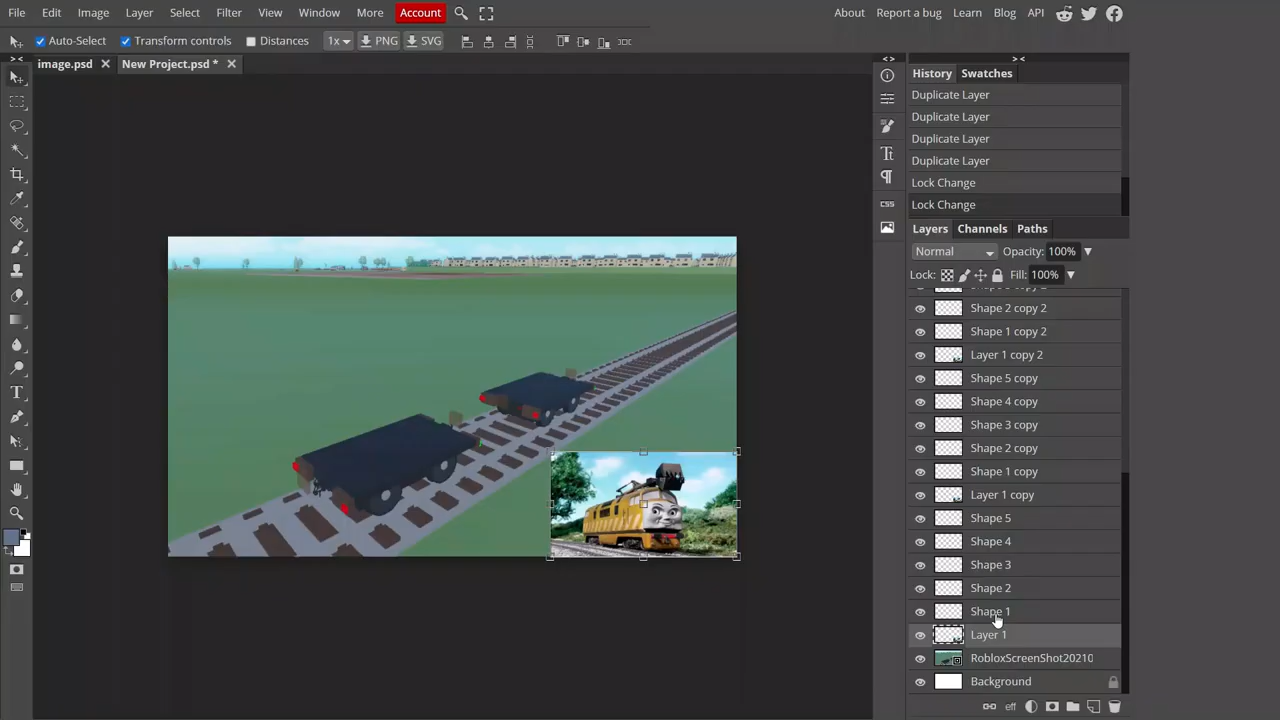 File Edit Image Layer Select Filter View Window More Account About Report a bug Learn Blog API
Auto-Select Transform controls Distances 1x PNG SVG
image.psd New Project.psd *
History Swatches
Duplicate Layer
Duplicate Layer
Duplicate Layer
Duplicate Layer
Lock Change
Lock Change
Layers Channels Paths
Normal Opacity: 100%
Lock: Fill: 100%
Shape 2 copy 2
Shape 1 copy 2
Layer 1 copy 2
Shape 5 copy
Shape 4 copy
Shape 3 copy
Shape 2 copy
Shape 1 copy
Layer 1 copy
Shape 5
Shape 4
Shape 3
Shape 2
Shape 1
Layer 1
RobloxScreenShot20210
Background
eff
CSS